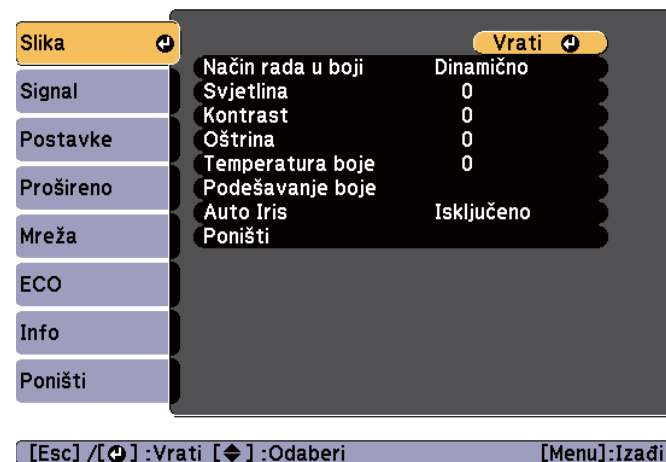 Slika
Signal
Postavke
Prošireno
Mreža
ECO
Info
Poništi
Vrati
Način rada u boji Dinamično
Svjetlina 0
Kontrast 0
Oštrina 0
Temperatura boje 0
Podešavanje boje
Auto Iris Isključeno
Poništi
[Esc] /[⏎] :Vrati [◆] :Odaberi [Menu]:Izađi